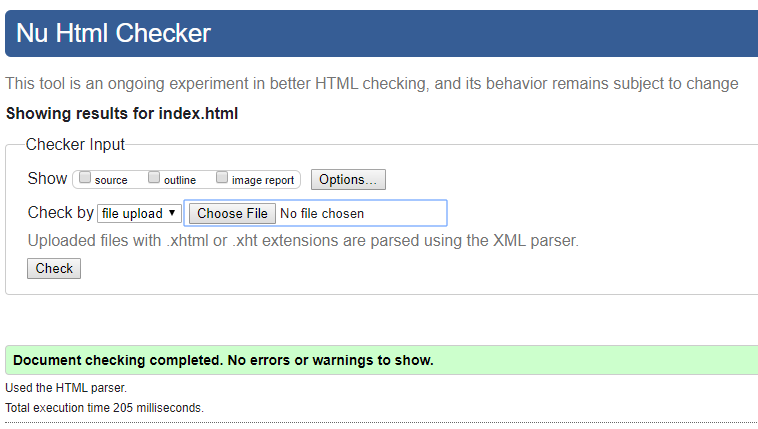 Nu Html Checker
This tool is an ongoing experiment in better HTML checking, and its behavior remains subject to change
Showing results for index.html
Checker Input
Show source outline image report Options...
Check by file upload Choose File No file chosen
Uploaded files with .xhtml or .xht extensions are parsed using the XML parser.
Check
Document checking completed. No errors or warnings to show.
Used the HTML parser.
Total execution time 205 milliseconds.